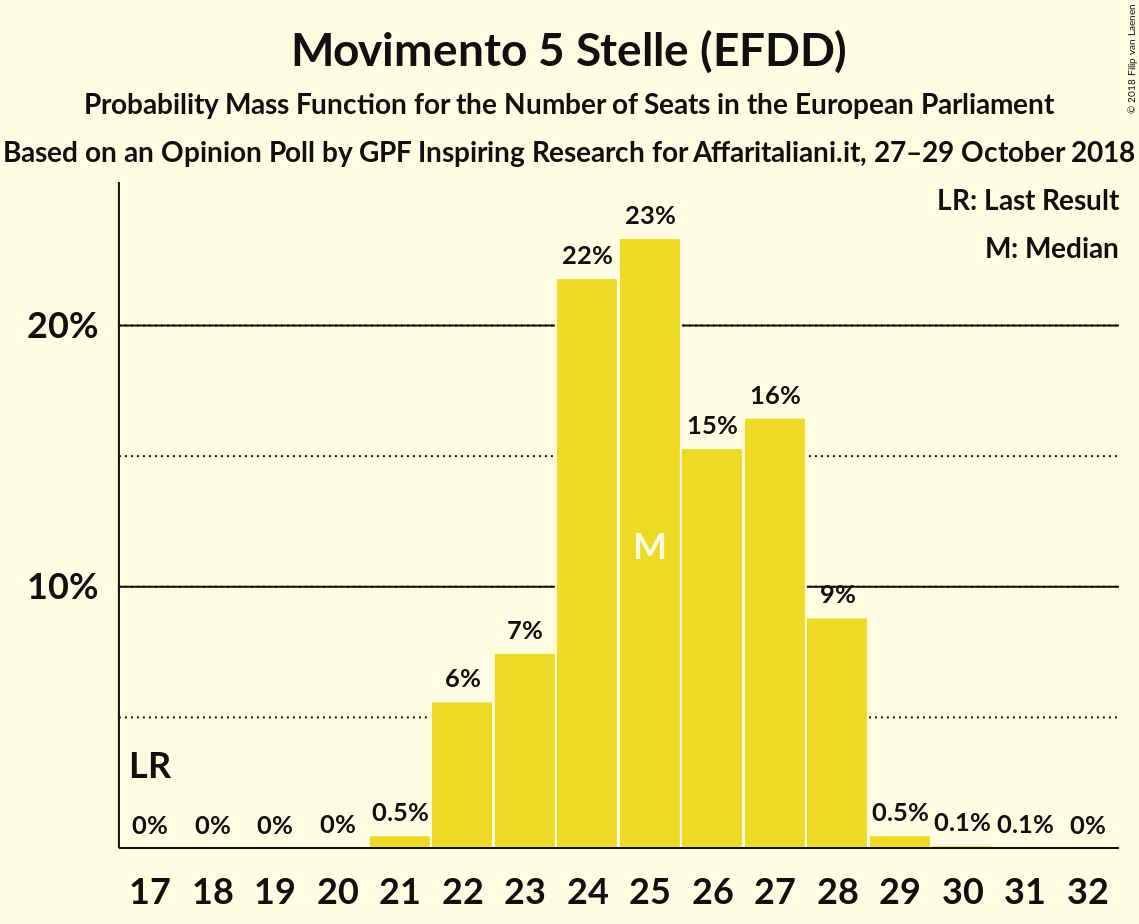 Movimento 5 Stelle (EFDD)
Probability Mass Function for the Number of Seats in the European Parliament
Based on an Opinion Poll by GPF Inspiring Research for Affaritaliani.it, 27–29 October 2018
© 2018 Filip van Laenen
LR: Last Result
M: Median
20%
10%
LR
0% 0% 0% 0% 0.5% 6% 7% 22% 23% 15% 16% 9% 0.5% 0.1% 0.1% 0%
M
17 18 19 20 21 22 23 24 25 26 27 28 29 30 31 32